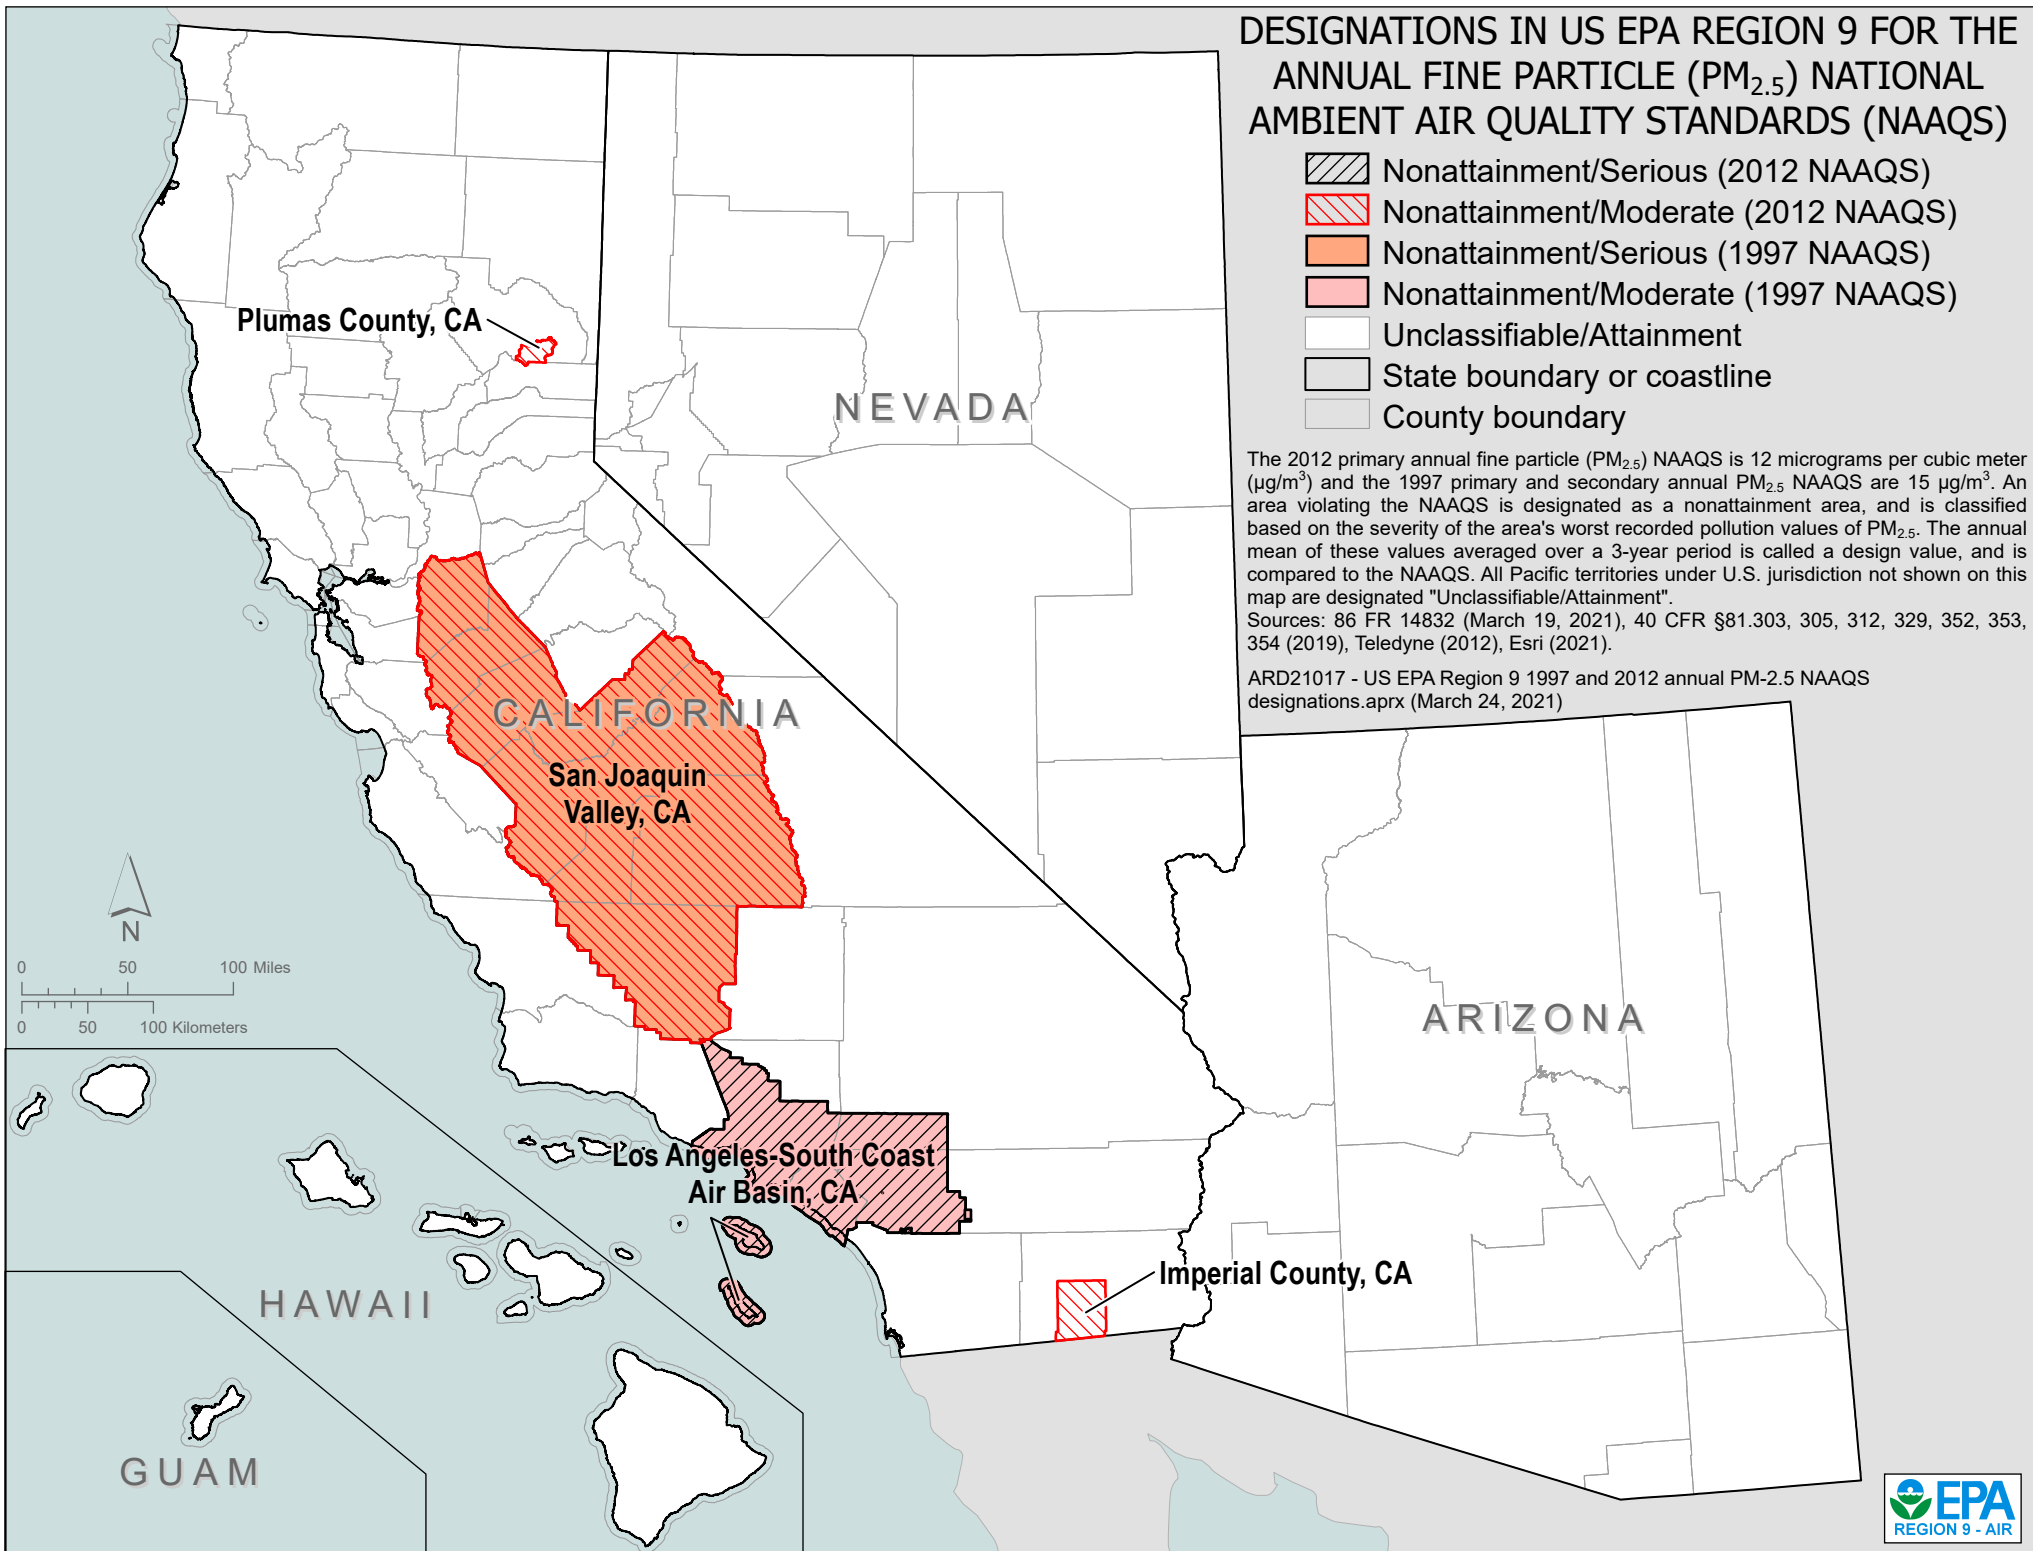 DESIGNATIONS IN US EPA REGION 9 FOR THE
ANNUAL FINE PARTICLE (PM2.5) NATIONAL
AMBIENT AIR QUALITY STANDARDS (NAAQS)
Nonattainment/Serious (2012 NAAQS)
Nonattainment/Moderate (2012 NAAQS)
Nonattainment/Serious (1997 NAAQS)
Nonattainment/Moderate (1997 NAAQS)
Unclassifiable/Attainment
State boundary or coastline
County boundary
The 2012 primary annual fine particle (PM2.5) NAAQS is 12 micrograms per cubic meter
(µg/m³) and the 1997 primary and secondary annual PM2.5 NAAQS are 15 µg/m³. An
area violating the NAAQS is designated as a nonattainment area, and is classified
based on the severity of the area's worst recorded pollution values of PM2.5. The annual
mean of these values averaged over a 3-year period is called a design value, and is
compared to the NAAQS. All Pacific territories under U.S. jurisdiction not shown on this
map are designated "Unclassifiable/Attainment".
Sources: 86 FR 14832 (March 19, 2021), 40 CFR §81.303, 305, 312, 329, 352, 353,
354 (2019), Teledyne (2012), Esri (2021).
ARD21017 - US EPA Region 9 1997 and 2012 annual PM-2.5 NAAQS
designations.aprx (March 24, 2021)
Plumas County, CA
NEVADA
CALIFORNIA
San Joaquin
Valley, CA
N
0 50 100 Miles
0 50 100 Kilometers
ARIZONA
Los Angeles-South Coast
Air Basin, CA
Imperial County, CA
HAWAII
GUAM
EPA
REGION 9 - AIR